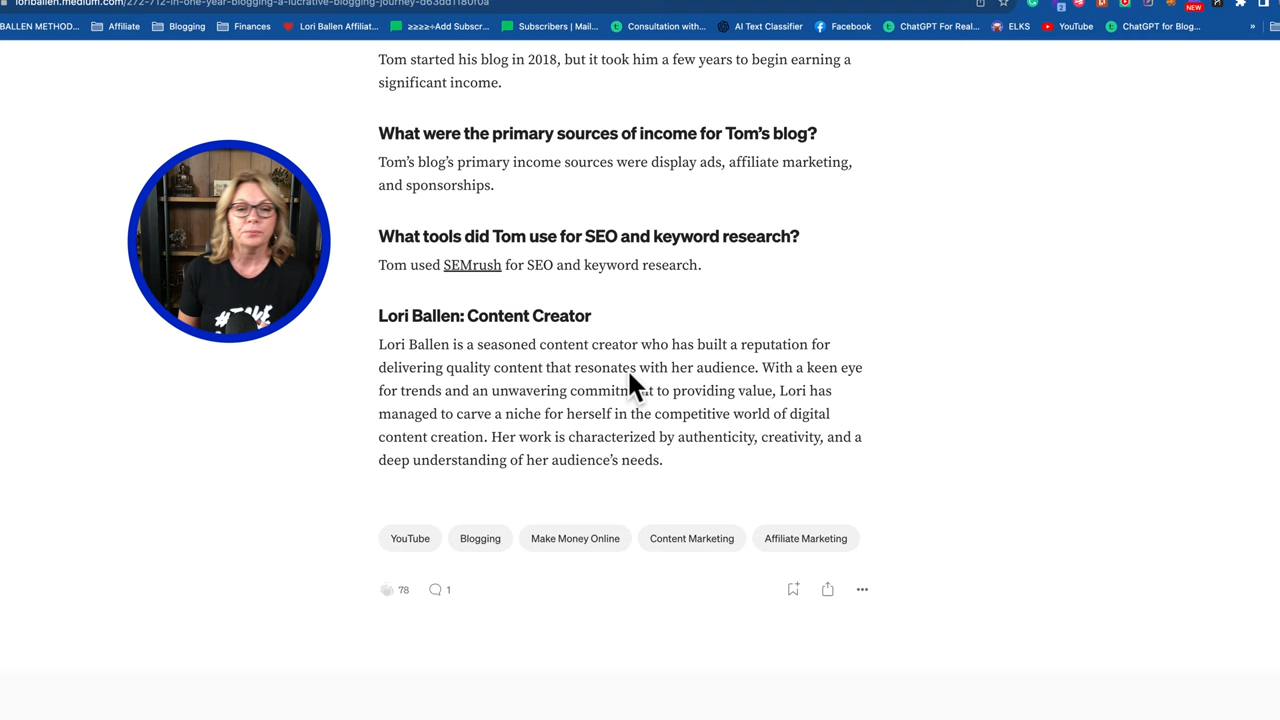 loriballen.medium.com/272-712-in-one-year-blogging-a-lucrative-blogging-journey-d63dd1180f0a
BALLEN METHOD... Affiliate Blogging Finances Lori Ballen Affiliat... ≥≥≥≥÷Add Subscr... Subscribers | Mail... Consultation with... AI Text Classifier Facebook ChatGPT For Real... ELKS YouTube ChatGPT for Blog... »
NEW
Tom started his blog in 2018, but it took him a few years to begin earning a
significant income.
What were the primary sources of income for Tom's blog?
Tom's blog's primary income sources were display ads, affiliate marketing,
and sponsorships.
What tools did Tom use for SEO and keyword research?
Tom used SEMrush for SEO and keyword research.
Lori Ballen: Content Creator
Lori Ballen is a seasoned content creator who has built a reputation for
delivering quality content that resonates with her audience. With a keen eye
for trends and an unwavering commitment to providing value, Lori has
managed to carve a niche for herself in the competitive world of digital
content creation. Her work is characterized by authenticity, creativity, and a
deep understanding of her audience's needs.
YouTube Blogging Make Money Online Content Marketing Affiliate Marketing
78 1